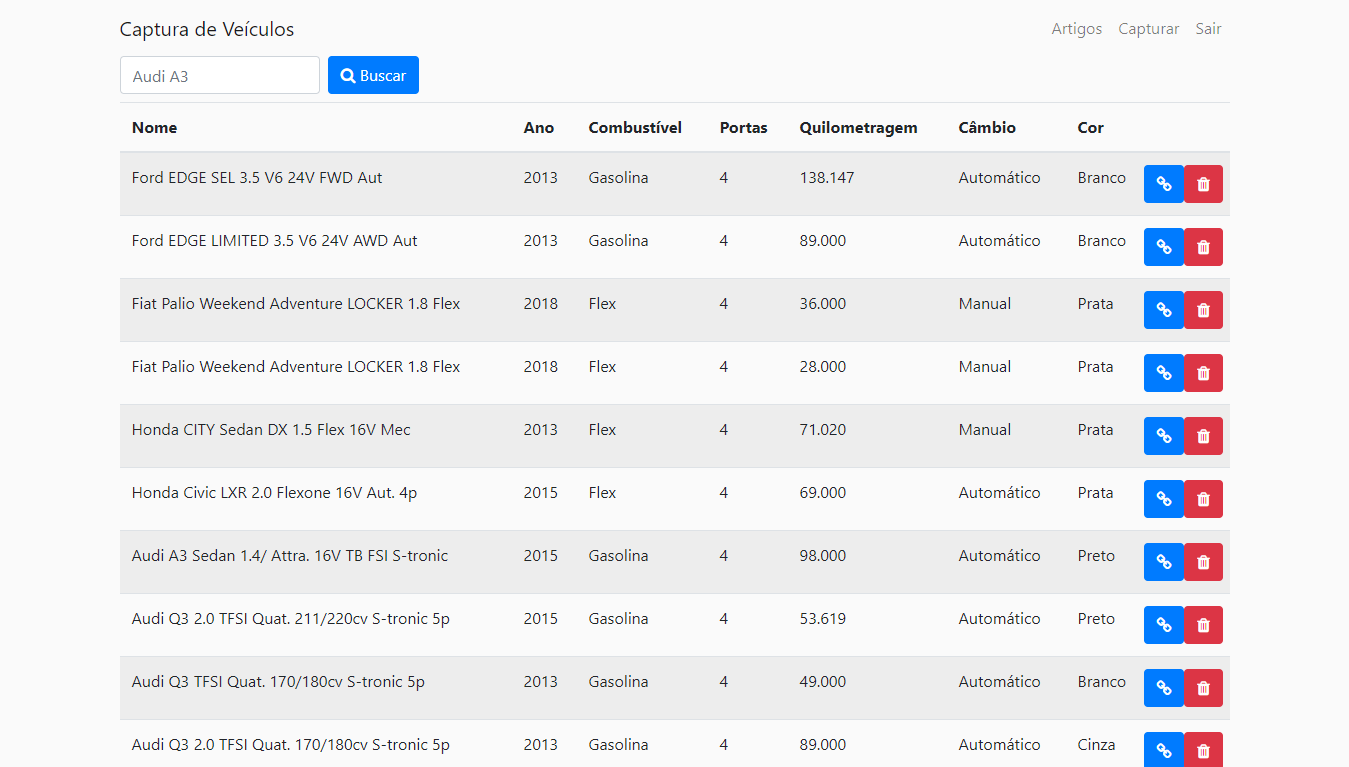 Captura de Veículos Artigos Capturar Sair
Audi A3 Buscar
Nome Ano Combustível Portas Quilometragem Câmbio Cor
Ford EDGE SEL 3.5 V6 24V FWD Aut 2013 Gasolina 4 138.147 Automático Branco
Ford EDGE LIMITED 3.5 V6 24V AWD Aut 2013 Gasolina 4 89.000 Automático Branco
Fiat Palio Weekend Adventure LOCKER 1.8 Flex 2018 Flex 4 36.000 Manual Prata
Fiat Palio Weekend Adventure LOCKER 1.8 Flex 2018 Flex 4 28.000 Manual Prata
Honda CITY Sedan DX 1.5 Flex 16V Mec 2013 Flex 4 71.020 Manual Prata
Honda Civic LXR 2.0 Flexone 16V Aut. 4p 2015 Flex 4 69.000 Automático Prata
Audi A3 Sedan 1.4/ Attra. 16V TB FSI S-tronic 2015 Gasolina 4 98.000 Automático Preto
Audi Q3 2.0 TFSI Quat. 211/220cv S-tronic 5p 2015 Gasolina 4 53.619 Automático Preto
Audi Q3 TFSI Quat. 170/180cv S-tronic 5p 2013 Gasolina 4 49.000 Automático Branco
Audi Q3 2.0 TFSI Quat. 170/180cv S-tronic 5p 2013 Gasolina 4 89.000 Automático Cinza